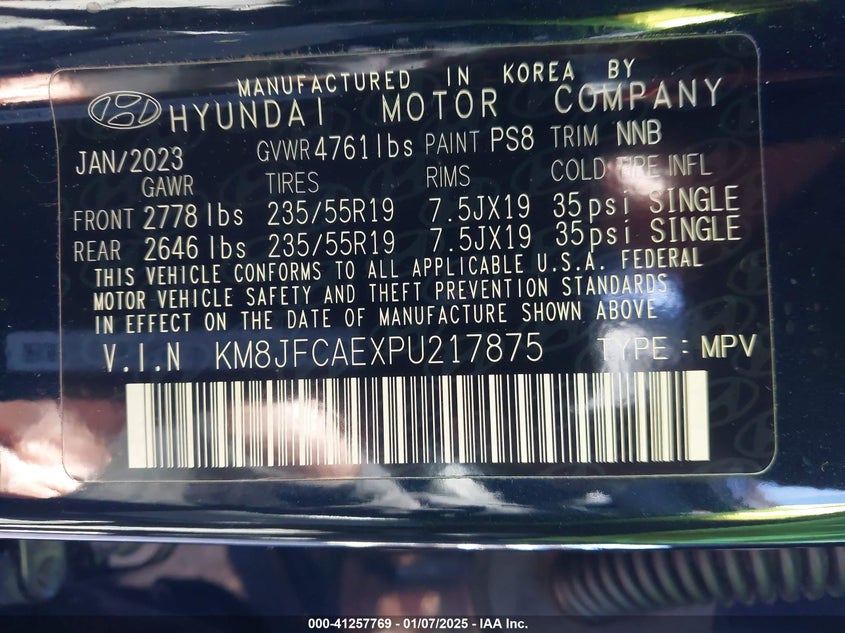 MANUFACTURED IN KOREA BY
HYUNDAI MOTOR COMPANY
JAN/2023 GVWR 4761 lbs PAINT PS8 TRIM NNB
GAWR TIRES RIMS COLD TIRE INFL
FRONT 2778 lbs 235/55R19 7.5JX19 35psi SINGLE
REAR 2646 lbs 235/55R19 7.5JX19 35psi SINGLE
THIS VEHICLE CONFORMS TO ALL APPLICABLE U.S.A. FEDERAL
MOTOR VEHICLE SAFETY AND THEFT PREVENTION STANDARDS
IN EFFECT ON THE DATE OF MANUFACTURE SHOWN ABOVE
V.I.N KM8JFCAEXPU217875 TYPE : MPV
000-41257769 - 01/07/2025 - IAA Inc.